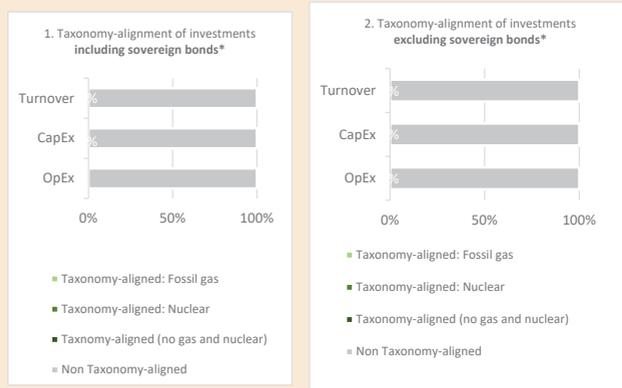 1. Taxonomy-alignment of investments
including sovereign bonds*
Turnover
%
CapEx
%
OpEx
0% 50% 100%
Taxonomy-aligned: Fossil gas
Taxonomy-aligned: Nuclear
Taxnomy-aligned (no gas and nuclear)
Non Taxonomy-aligned
2. Taxonomy-alignment of investments
excluding sovereign bonds*
Turnover
%
CapEx
%
OpEx
%
0% 50% 100%
Taxonomy-aligned: Fossil gas
Taxonomy-aligned: Nuclear
Taxonomy-aligned (no gas and nuclear)
Non Taxonomy-aligned